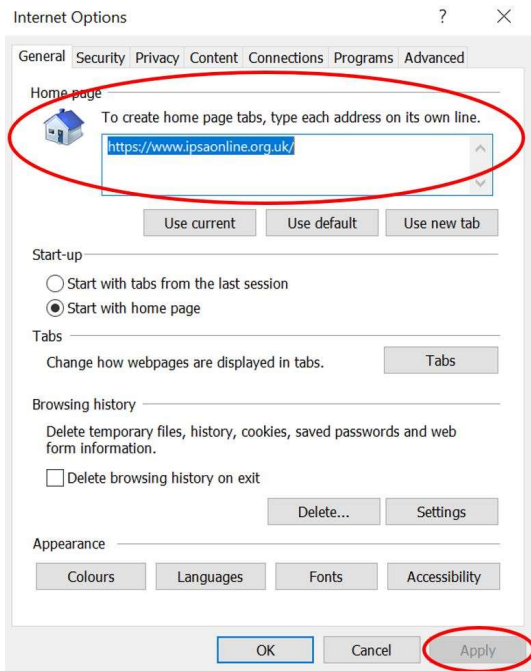 Internet Options ? ×
General Security Privacy Content Connections Programs Advanced
Home page
To create home page tabs, type each address on its own line.
https://www.ipsaonline.org.uk/
Use current Use default Use new tab
Start-up
Start with tabs from the last session
Start with home page
Tabs
Change how webpages are displayed in tabs. Tabs
Browsing history
Delete temporary files, history, cookies, saved passwords and web
form information.
Delete browsing history on exit
Delete... Settings
Appearance
Colours Languages Fonts Accessibility
OK Cancel Apply